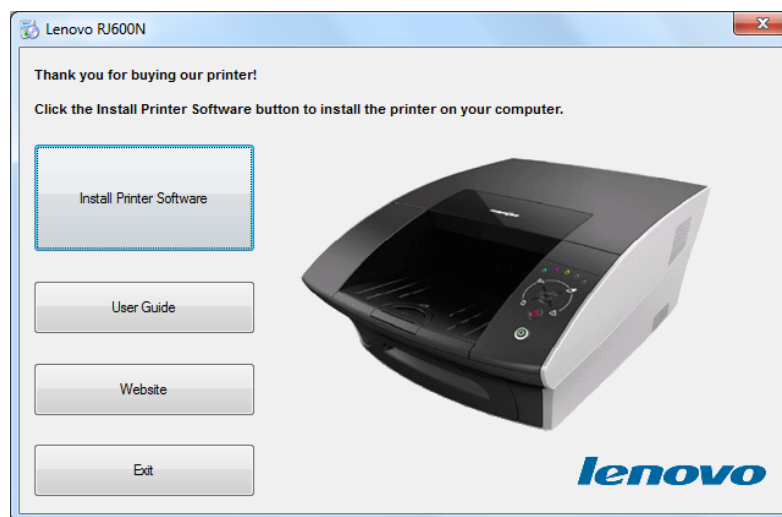 Lenovo RJ600N
Thank you for buying our printer!
Click the Install Printer Software button to install the printer on your computer.
Install Printer Software
User Guide
Website
Exit
lenovo